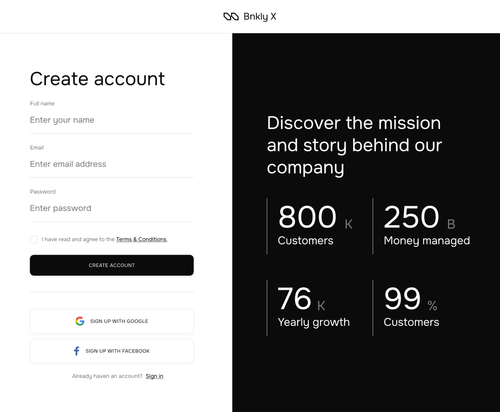 Bnkly X
Create account
Full name
Enter your name
Email
Enter email address
Password
Enter password
I have read and agree to the Terms & Conditions.
CREATE ACCOUNT
SIGN UP WITH GOOGLE
SIGN UP WITH FACEBOOK
Already haven an account? Sign in
Discover the mission
and story behind our
company
800 K
Customers
250 B
Money managed
76 K
Yearly growth
99 %
Customers